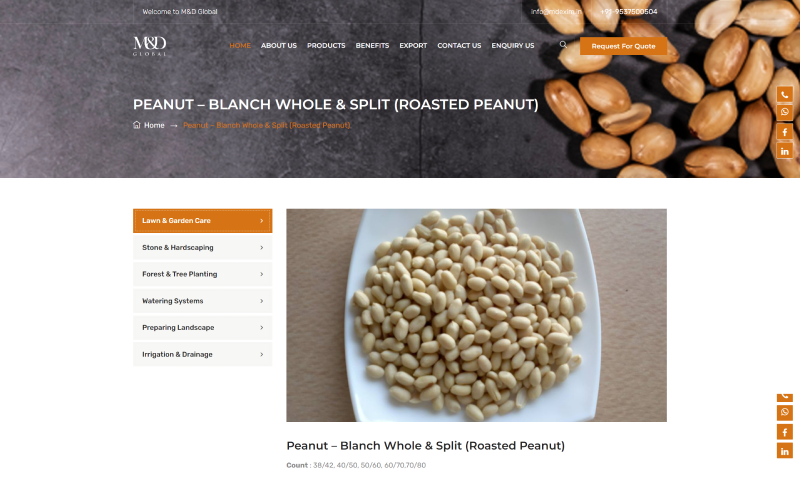 Welcome to M&D Global
+91-9537500504
M&D
GLOBAL
HOME ABOUT US PRODUCTS BENEFITS EXPORT CONTACT US ENQUIRY US
Request For Quote
PEANUT – BLANCH WHOLE & SPLIT (ROASTED PEANUT)
Home → Peanut – Blanch Whole & Split (Roasted Peanut)
Lawn & Garden Care
Stone & Hardscaping
Forest & Tree Planting
Watering Systems
Preparing Landscape
Irrigation & Drainage
Peanut – Blanch Whole & Split (Roasted Peanut)
Count : 38/42, 40/50, 50/60, 60/70,70/80